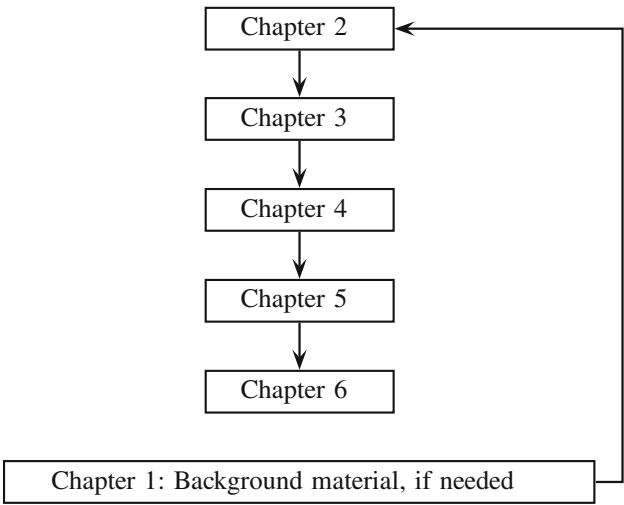 Chapter 2
Chapter 3
Chapter 4
Chapter 5
Chapter 6
Chapter 1: Background material, if needed